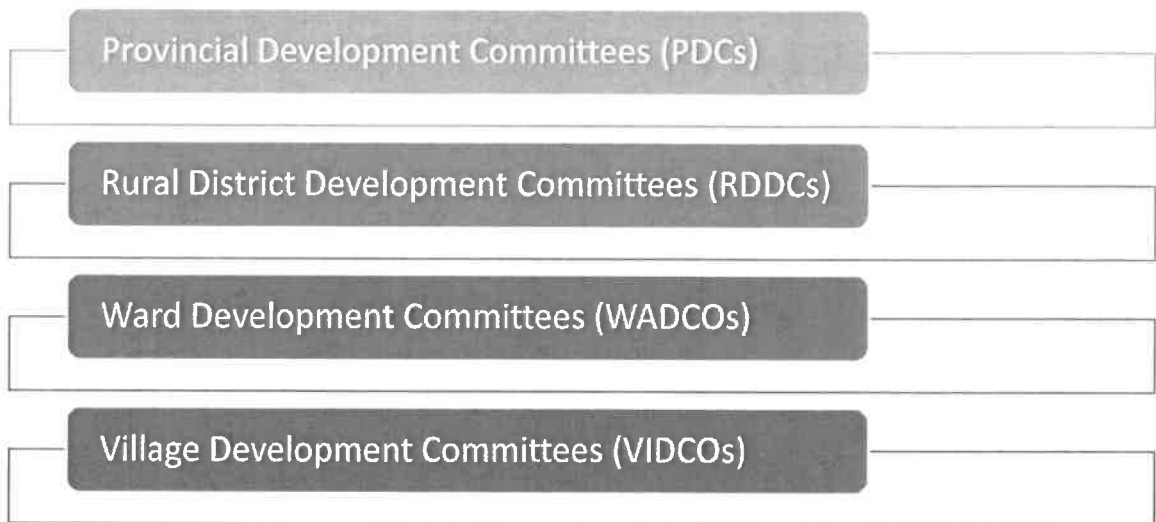 Provincial Development Committees (PDCs)
Rural District Development Committees (RDDCs)
Ward Development Committees (WADCOs)
Village Development Committees (VIDCOs)